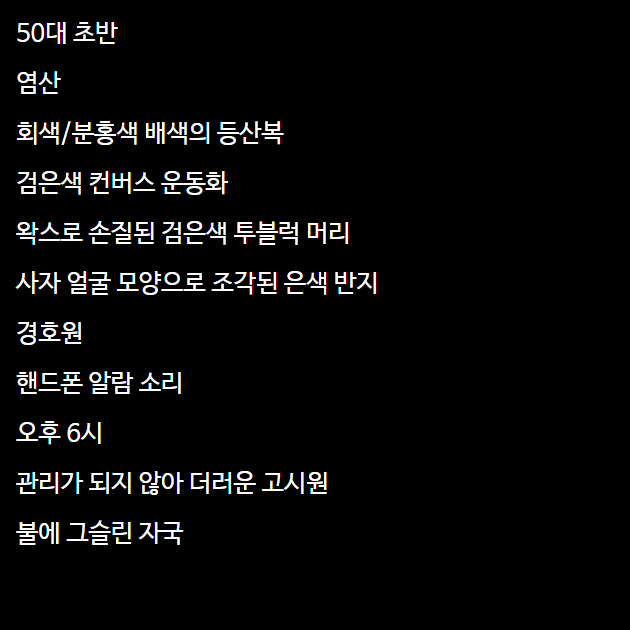 50대 초반
염산
회색/분홍색 배색의 등산복
검은색 컨버스 운동화
왁스로 손질된 검은색 투블럭 머리
사자 얼굴 모양으로 조각된 은색 반지
경호원
핸드폰 알람 소리
오후 6시
관리가 되지 않아 더러운 고시원
불에 그슬린 자국